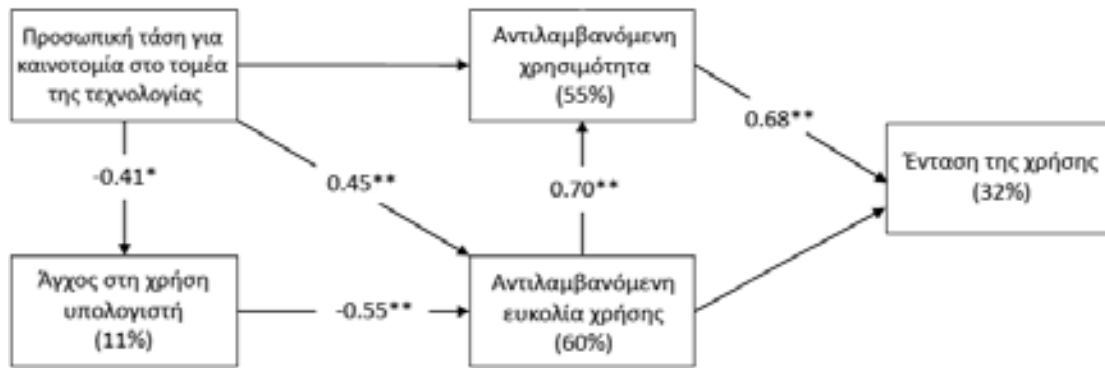 Προσωπική τάση για
καινοτομία στο τομέα
της τεχνολογίας
Αντιλαμβανόμενη
χρησιμότητα
(55%)
0.68**
Ένταση της χρήσης
(32%)
-0.41*
0.45**
0.70**
Άγχος στη χρήση
υπολογιστή
(11%)
-0.55**
Αντιλαμβανόμενη
ευκολία χρήσης
(60%)